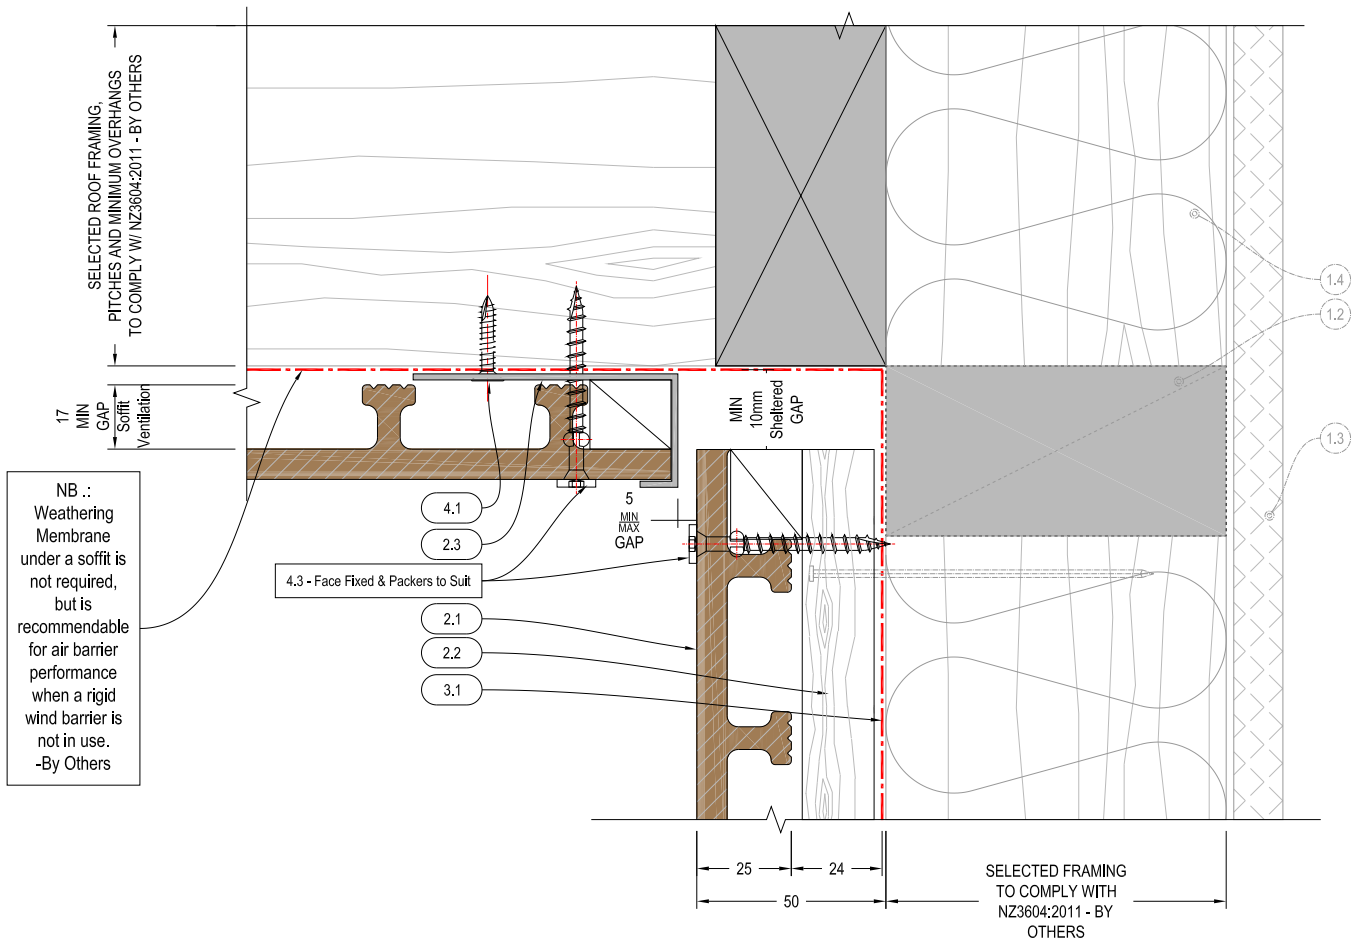 SELECTED ROOF FRAMING,
PITCHES AND MINIMUM OVERHANGS
TO COMPLY W/ NZ3604:2011 - BY OTHERS
17
MIN
GAP
Soffit
Ventilation
MIN
10mm
Sheltered
GAP
1.4
1.2
1.3
NB .:
Weathering
Membrane
under a soffit is
not required,
but is
recommendable
for air barrier
performance
when a rigid
wind barrier is
not in use.
-By Others
4.1
2.3
5
MIN
MAX
GAP
4.3 - Face Fixed & Packers to Suit
2.1
2.2
3.1
25
24
50
SELECTED FRAMING
TO COMPLY WITH
NZ3604:2011 - BY
OTHERS